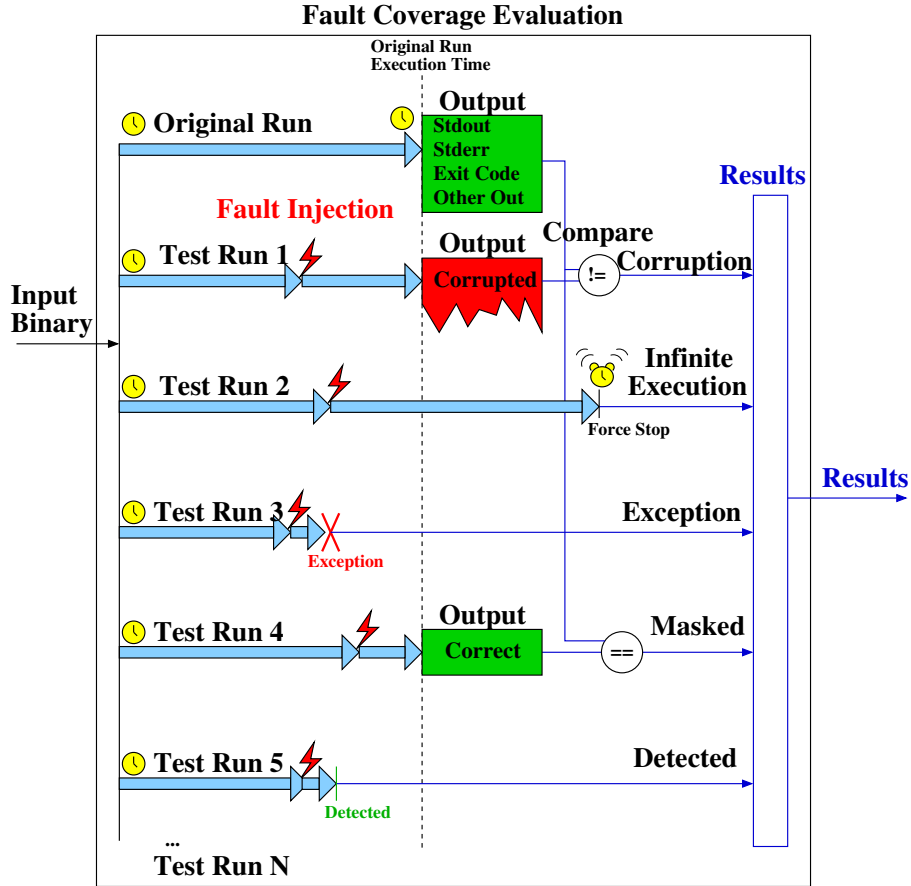 Fault Coverage Evaluation
Original Run
Execution Time
Original Run
Output
Stdout
Stderr
Exit Code
Other Out
Results
Fault Injection
Test Run 1
Output
Corrupted
Compare
!=
Corruption
Input
Binary
Test Run 2
Infinite
Execution
Force Stop
Results
Test Run 3
Exception
Exception
Test Run 4
Output
Correct
==
Masked
Test Run 5
Detected
Detected
...
Test Run N